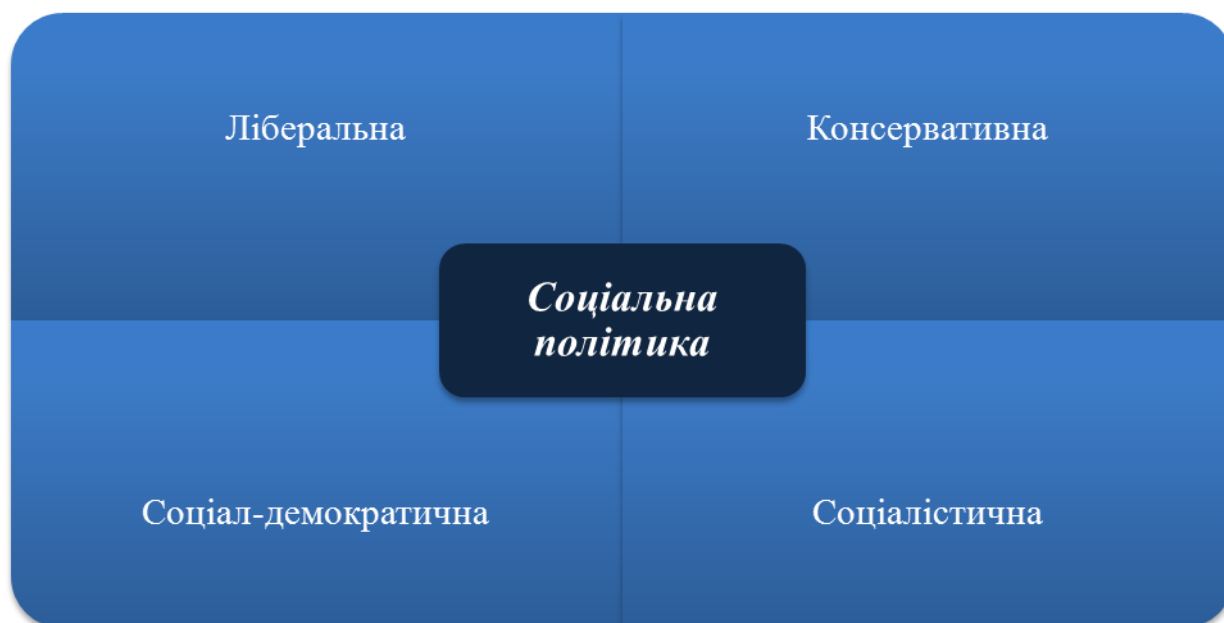 Ліберальна
Консервативна
Соціальна
політика
Соціал-демократична
Соціалістична